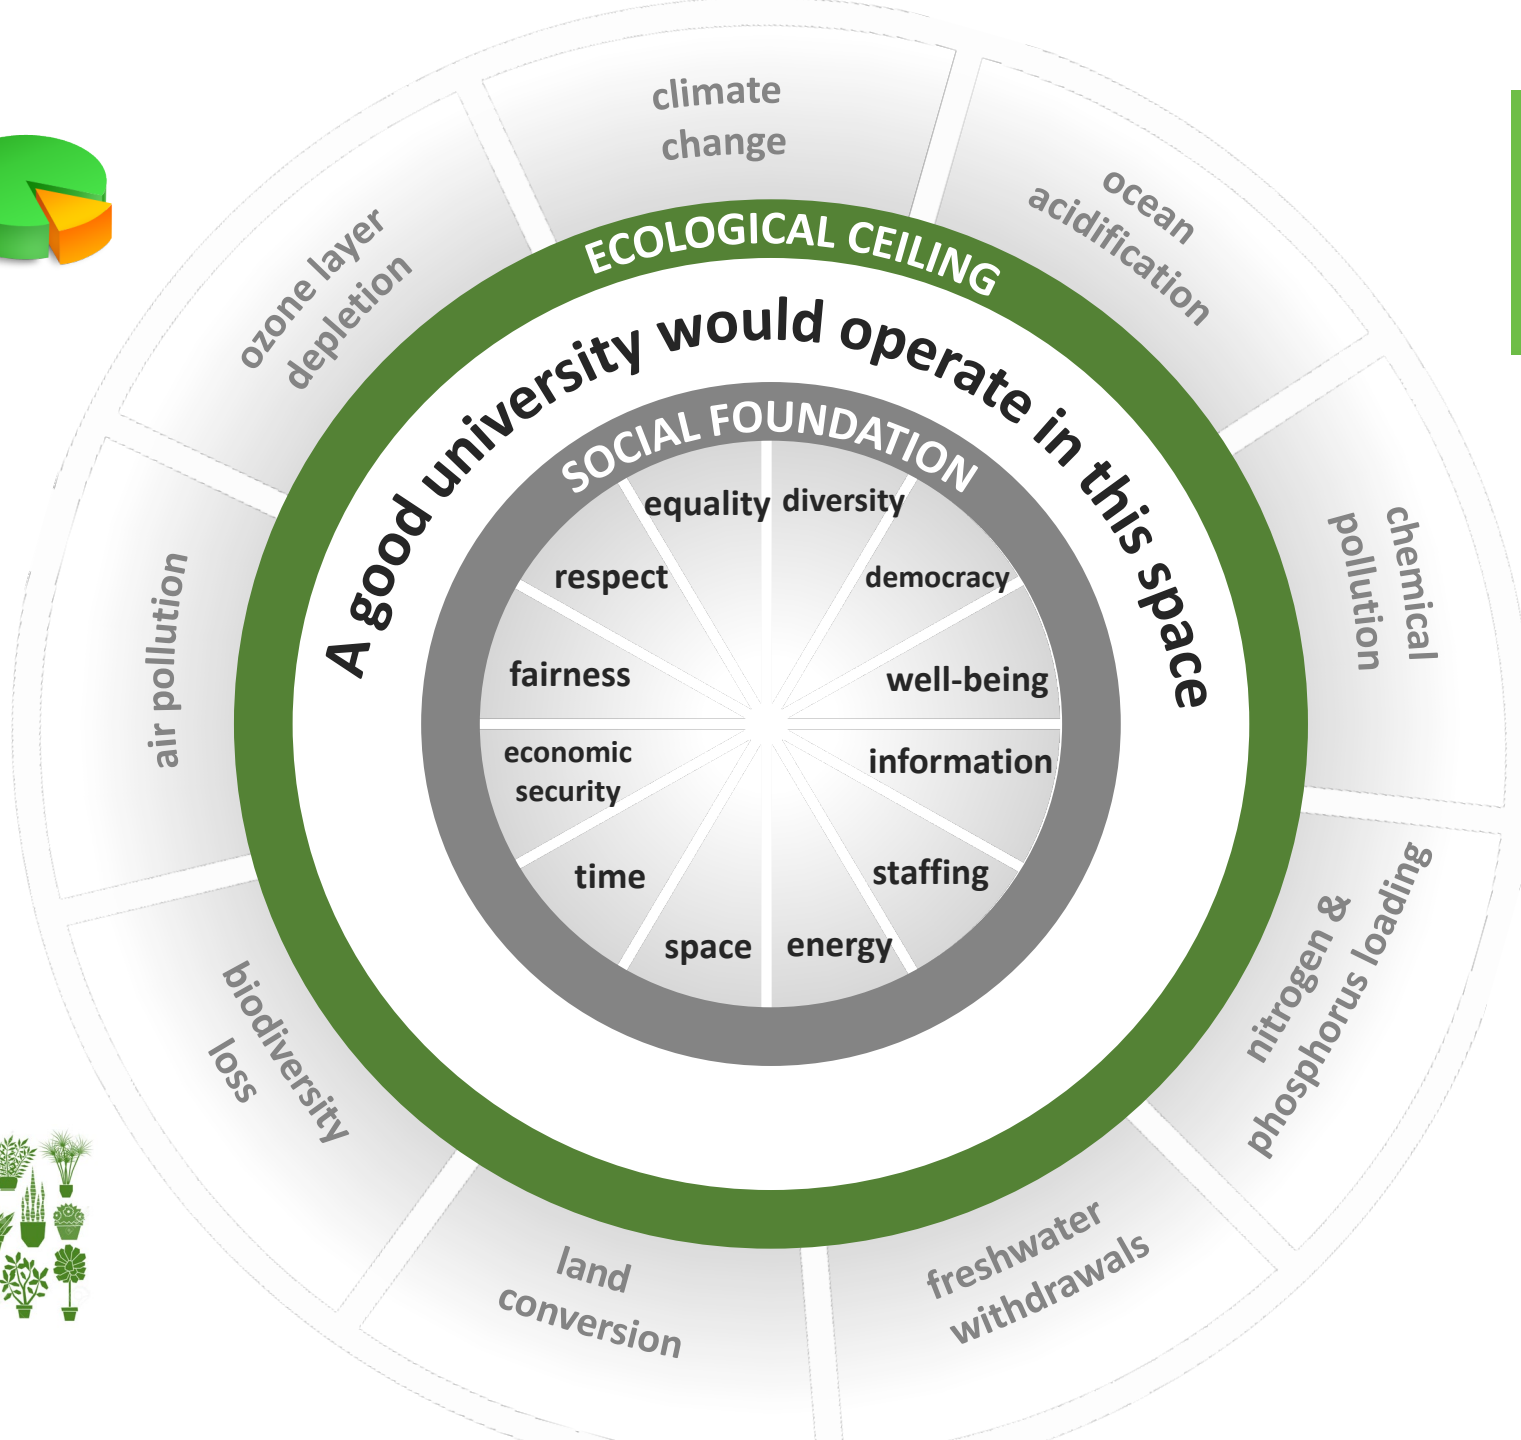 climate
change
ocean
acidification
chemical
pollution
nitrogen &
phosphorus loading
freshwater
withdrawals
land
conversion
biodiversity
loss
air pollution
ozone layer
depletion
ECOLOGICAL CEILING
A good university would operate in this space
SOCIAL FOUNDATION
equality
diversity
democracy
well-being
information
staffing
energy
space
time
economic
security
fairness
respect